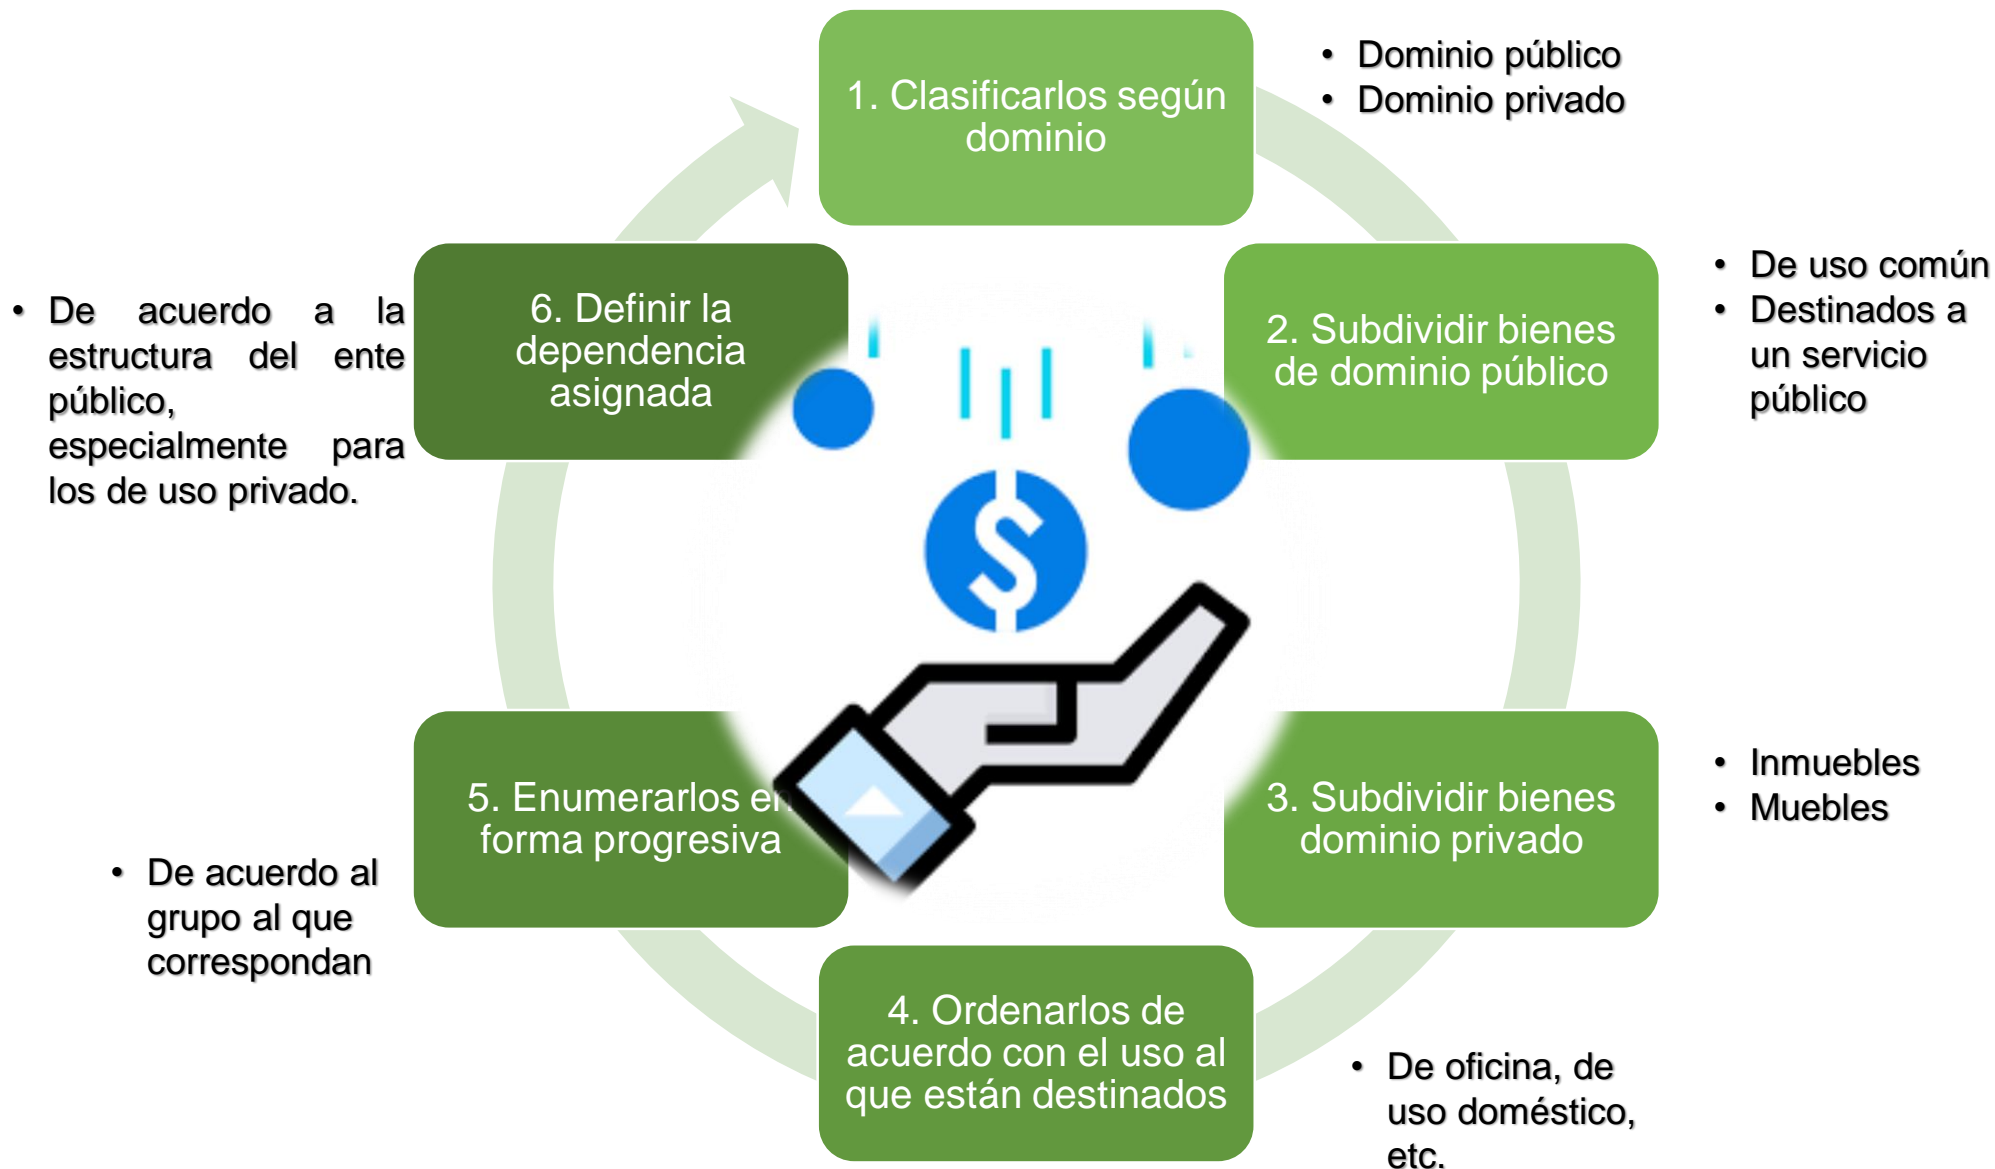 1. Clasificarlos según
dominio
• Dominio público
• Dominio privado
2. Subdividir bienes
de dominio público
• De uso común
• Destinados a
un servicio
público
3. Subdividir bienes
dominio privado
• Inmuebles
• Muebles
4. Ordenarlos de
acuerdo con el uso al
que están destinados
• De oficina, de
uso doméstico,
etc.
5. Enumerarlos en
forma progresiva
• De acuerdo al
grupo al que
correspondan
6. Definir la
dependencia
asignada
• De acuerdo a la
estructura del ente
público,
especialmente para
los de uso privado.
$